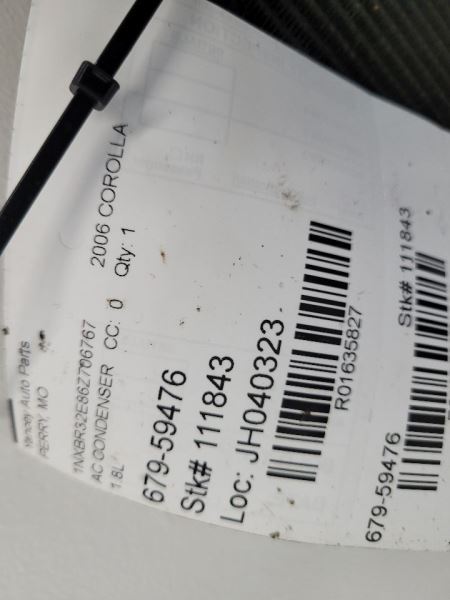 Auto Parts
PERRY, MO
1NXBR32E86Z706767 2006 COROLLA
AC CONDENSER CC: 0 Qty: 1
1.8L
679-59476
Stk# 111843
Loc: JH040323
R01635827
679-59476 Stk# 111843